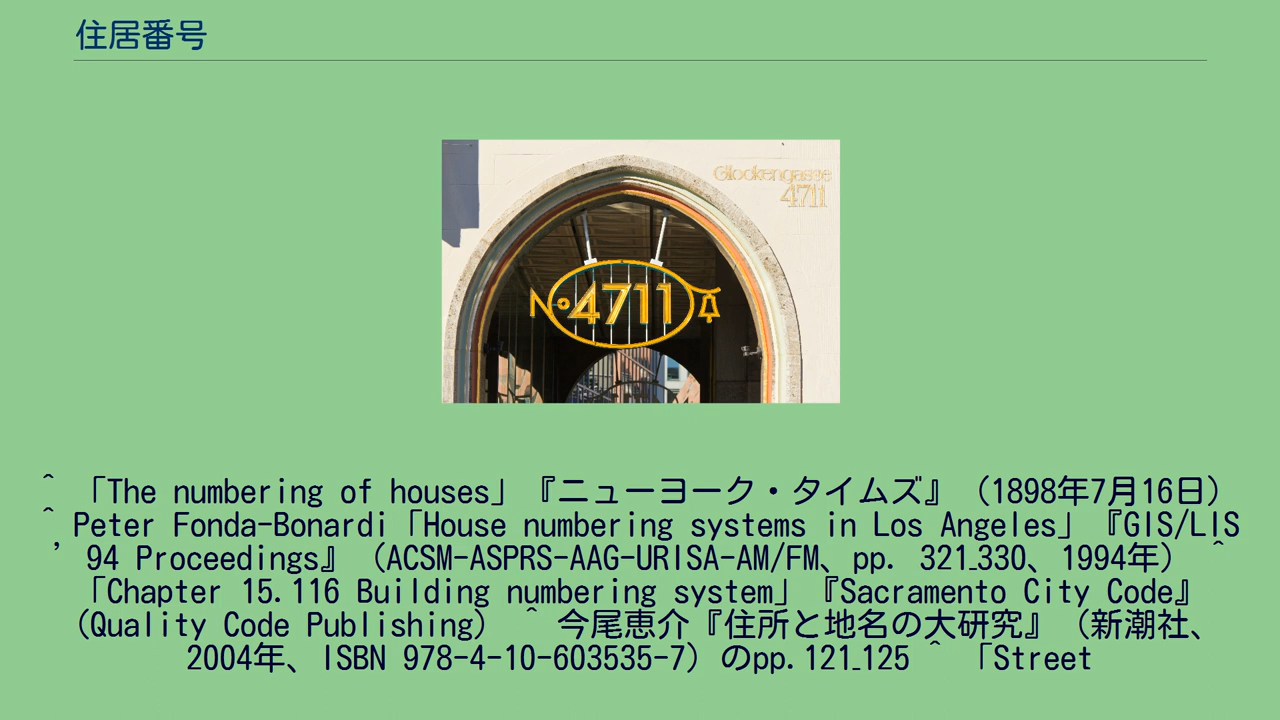 住居番号
Glockengasse
4711
Nº4711
^ 「The numbering of houses」『ニューヨーク・タイムズ』（1898年7月16日）
^ Peter Fonda-Bonardi「House numbering systems in Los Angeles」『GIS/LIS
' 94 Proceedings』（ACSM-ASPRS-AAG-URISA-AM/FM、pp. 321_330、1994年） ^
「Chapter 15.116 Building numbering system」『Sacramento City Code』
（Quality Code Publishing） ^ 今尾恵介『住所と地名の大研究』（新潮社、
2004年、ISBN 978-4-10-603535-7）のpp.121_125 ^ 「Street